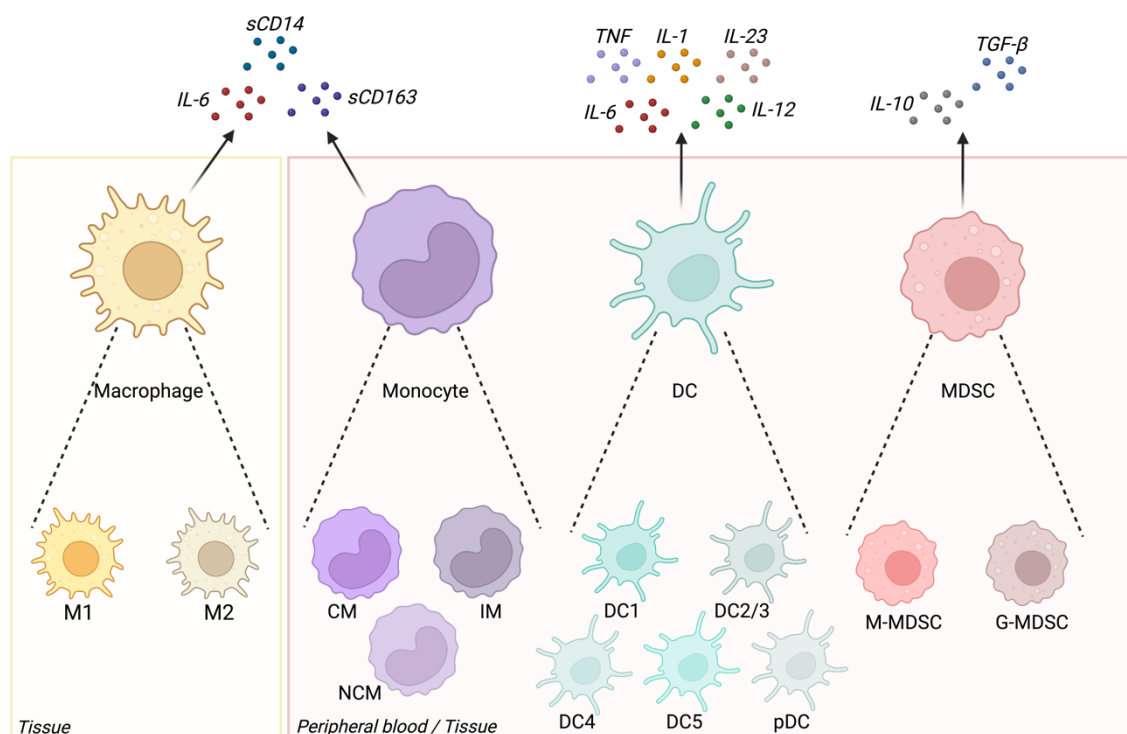 sCD14
IL-6
sCD163
TNF
IL-1
IL-23
IL-6
IL-12
TGF-β
IL-10
Macrophage
Monocyte
DC
MDSC
M1
M2
CM
IM
NCM
DC1
DC2/3
DC4
DC5
pDC
M-MDSC
G-MDSC
Tissue
Peripheral blood / Tissue